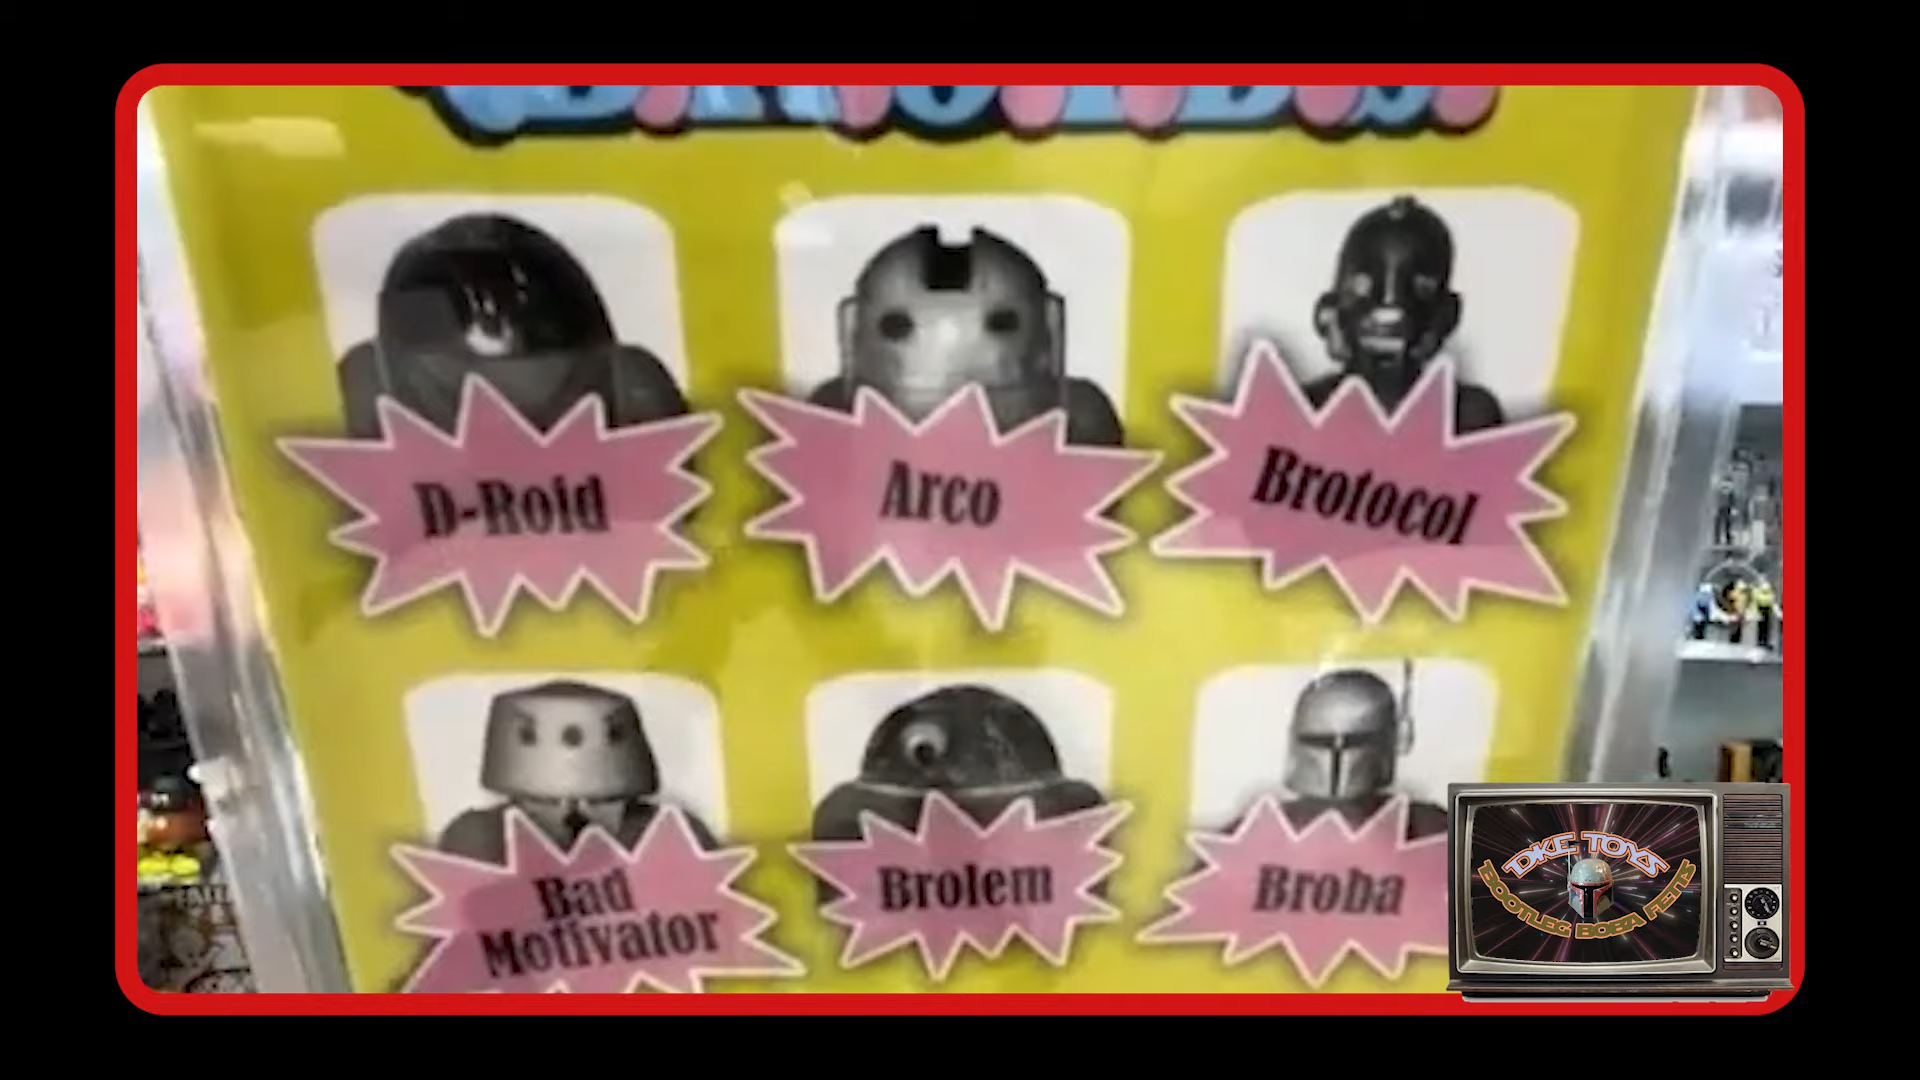 D-Roid
Arco
Brotocol
Bad
Motivator
Brolem
Broba
DKE TOYS
BOOTLEG BOBA FETTS